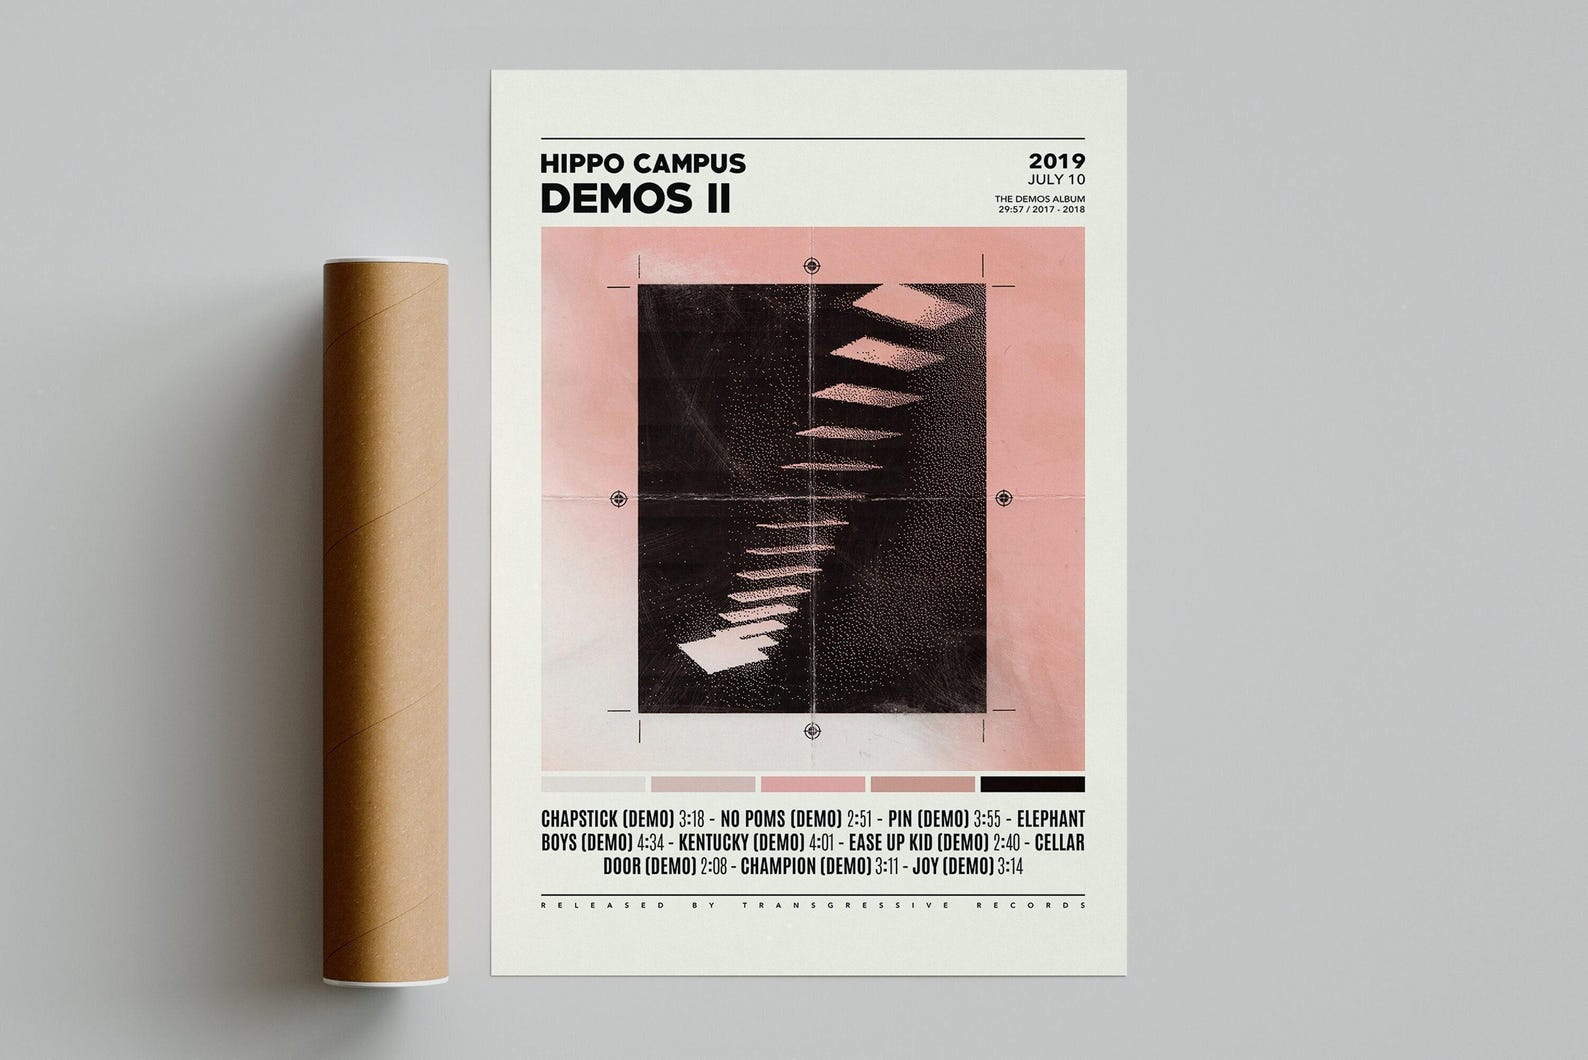 HIPPO CAMPUS
DEMOS II
2019
JULY 10
THE DEMOS ALBUM
29:57 / 2017 - 2018
CHAPSTICK (DEMO) 3:18 - NO POMS (DEMO) 2:51 - PIN (DEMO) 3:55 - ELEPHANT
BOYS (DEMO) 4:34 - KENTUCKY (DEMO) 4:01 - EASE UP KID (DEMO) 2:40 - CELLAR
DOOR (DEMO) 2:08 - CHAMPION (DEMO) 3:11 - JOY (DEMO) 3:14
RELEASED BY TRANSGRESSIVE RECORDS